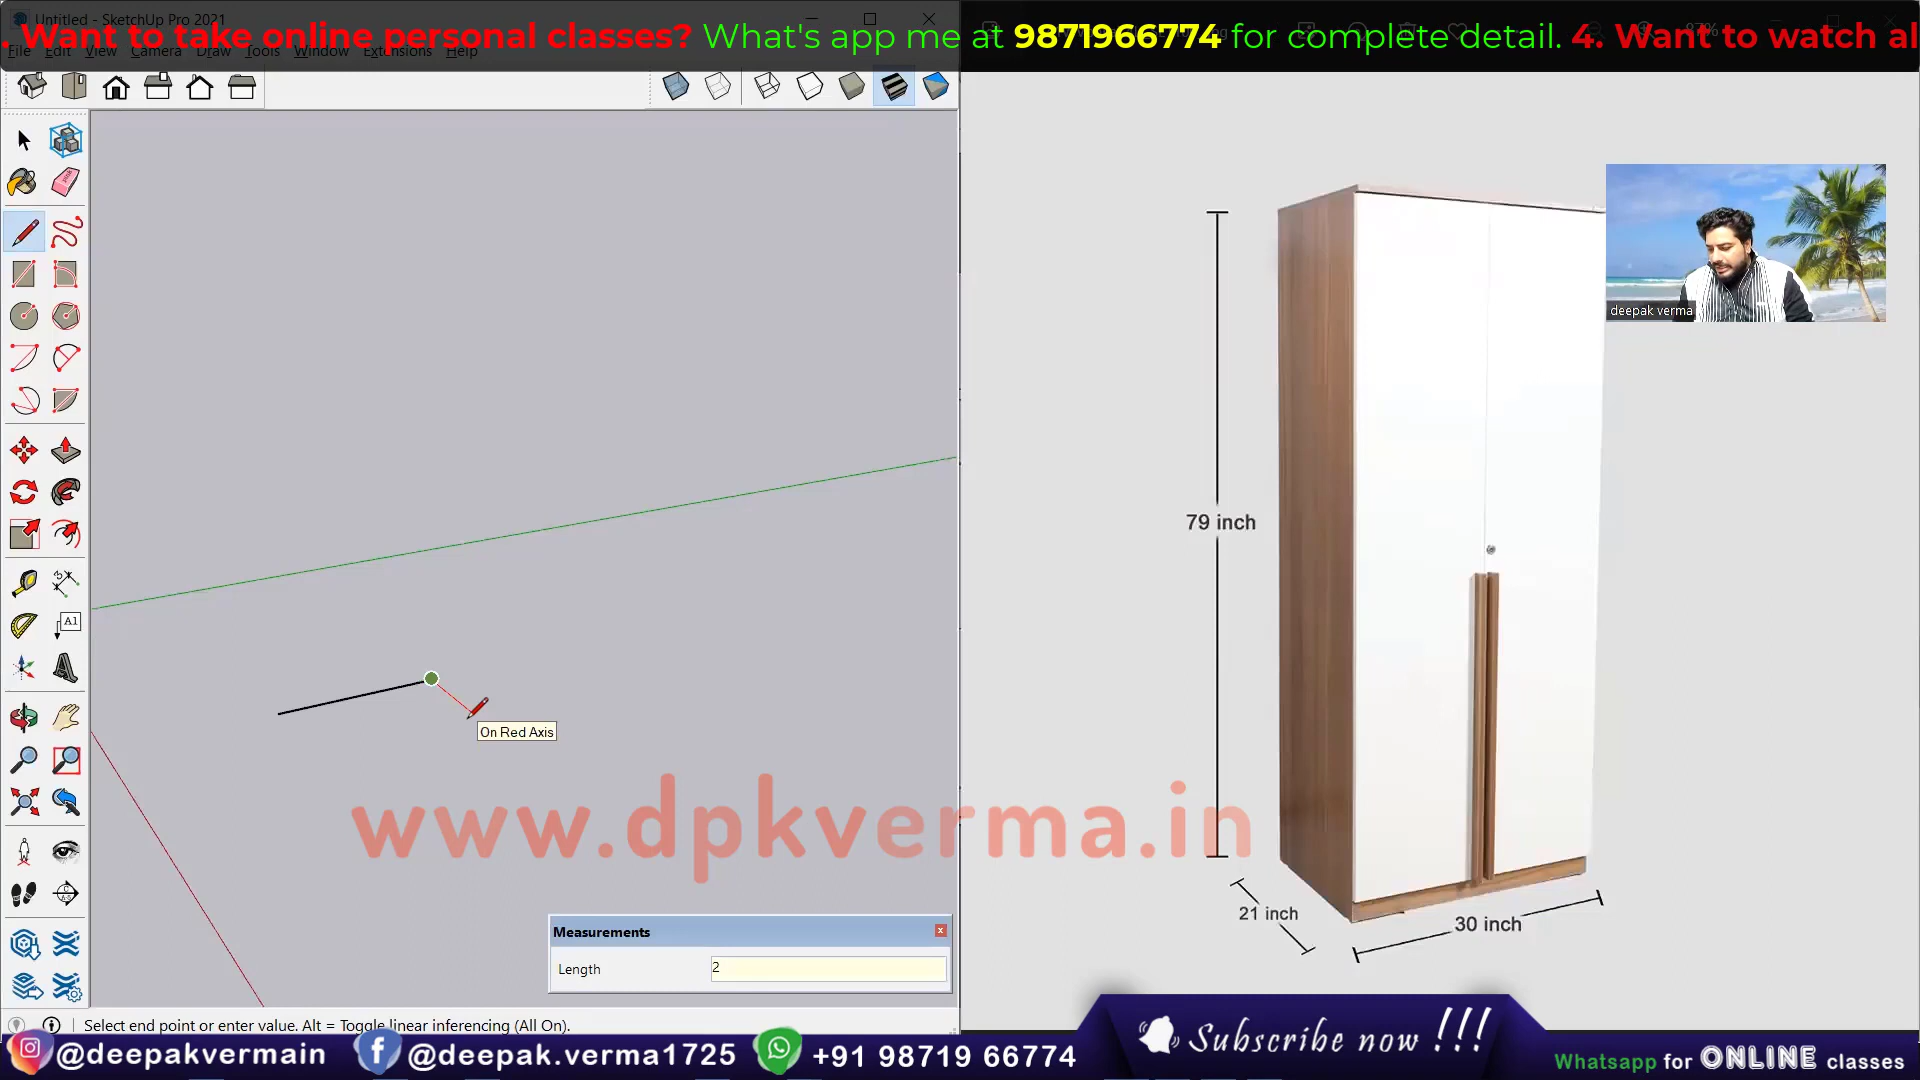 Untitled - SketchUp Pro 2021
. Want to take online personal classes? What's app me at 9871966774 for complete detail. 4. Want to watch al
File Edit View Camera Draw Tools Window Extensions Help
deepak verma
79 inch
A1
On Red Axis
www.dpkverma.in
Measurements
Length
2
21 inch
30 inch
Select end point or enter value. Alt = Toggle linear inferencing (All On).
@deepakvermain
@deepak.verma1725
+91 98719 66774
Subscribe now !!!
Whatsapp for ONLINE classes